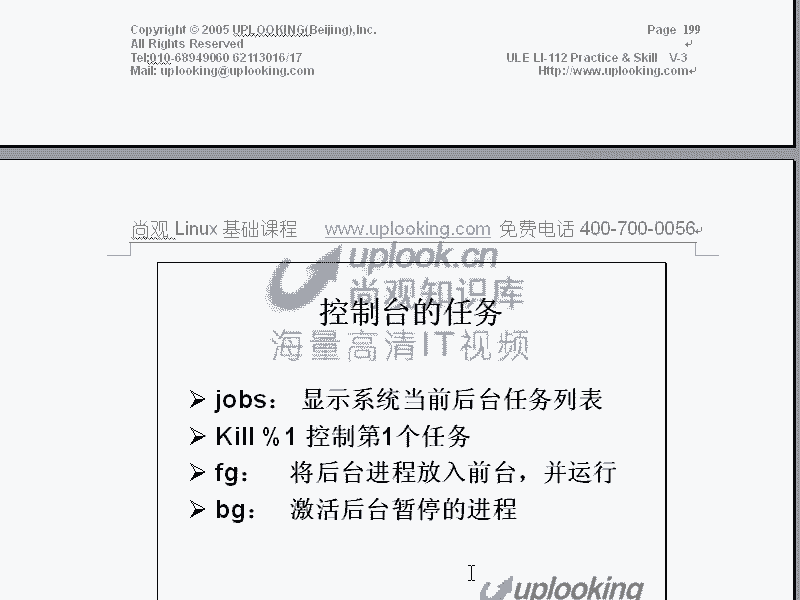 Copyright © 2005 UPLOOKING(Beijing),Inc.
Page 199
All Rights Reserved
Tel;010-68949060 62113016/17
ULE LI-112 Practice & Skill V-3
Mail: uplooking@uplooking.com
Http://www.uplooking.com
尚观 Linux 基础课程 www.uplooking.com 免费电话 400-700-0056
uplook.cn
尚观知识库
控制台的任务
海量高清IT视频
➢ jobs： 显示系统当前后台任务列表
➢ Kill %1 控制第1个任务
➢ fg： 将后台进程放入前台，并运行
➢ bg： 激活后台暂停的进程
uplooking